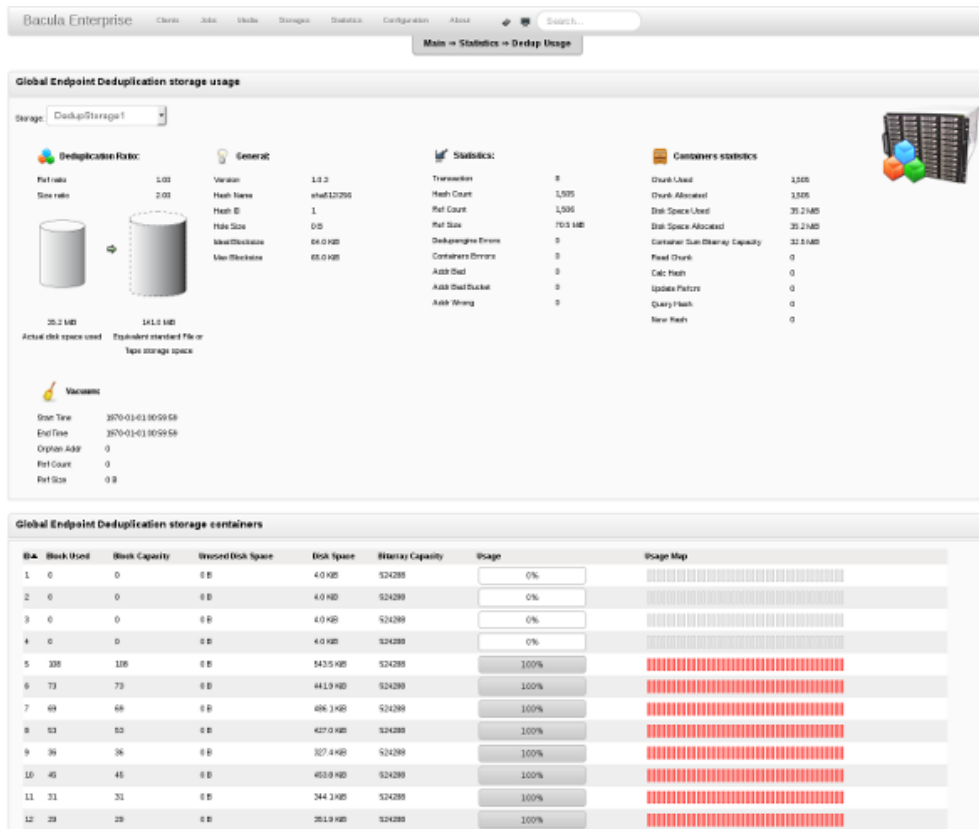 Bacula Enterprise Clients Jobs Media Storages Statistics Configuration About Search...
Main ⇒ Statistics ⇒ Dedup Usage
Global Endpoint Deduplication storage usage
Storage: DedupStorage1
Deduplication Ratio:
Ref ratio 1.00
Size ratio 2.00
35.2 MiB 141.0 MiB
Actual disk space used Equivalent standard File or
Tape storage space
General:
Version 1.0.2
Hash Name sha512/256
Hash ID 1
Hole Size 0 B
Ideal Blocksize 64.0 KiB
Max Blocksize 65.0 KiB
Statistics:
Transaction 8
Hash Count 1,505
Ref Count 1,506
Ref Size 70.5 MiB
Dedupengine Errors 0
Containers Errors 0
Addr Bad 0
Addr Bad Bucket 0
Addr Wrong 0
Containers statistics
Chunk Used 1,505
Chunk Allocated 1,505
Disk Space Used 35.2 MiB
Disk Space Allocated 35.2 MiB
Container Sum Bitarray Capacity 32.5 MiB
Read Chunk 0
Calc Hash 0
Update Refcnt 0
Query Hash 0
New Hash 0
Vacuum:
Start Time 1970-01-01 00:59:59
End Time 1970-01-01 00:59:59
Orphan Addr 0
Ref Count 0
Ref Size 0 B
Global Endpoint Deduplication storage containers
ID▲ Block Used Block Capacity Unused Disk Space Disk Space Bitarray Capacity Usage Usage Map
1 0 0 0 B 4.0 KiB 524288 0%
2 0 0 0 B 4.0 KiB 524288 0%
3 0 0 0 B 4.0 KiB 524288 0%
4 0 0 0 B 4.0 KiB 524288 0%
5 108 108 0 B 543.5 KiB 524288 100%
6 73 73 0 B 441.9 KiB 524288 100%
7 69 69 0 B 486.1 KiB 524288 100%
8 53 53 0 B 427.0 KiB 524288 100%
9 36 36 0 B 327.4 KiB 524288 100%
10 45 45 0 B 453.8 KiB 524288 100%
11 31 31 0 B 344.1 KiB 524288 100%
12 29 29 0 B 351.9 KiB 524288 100%